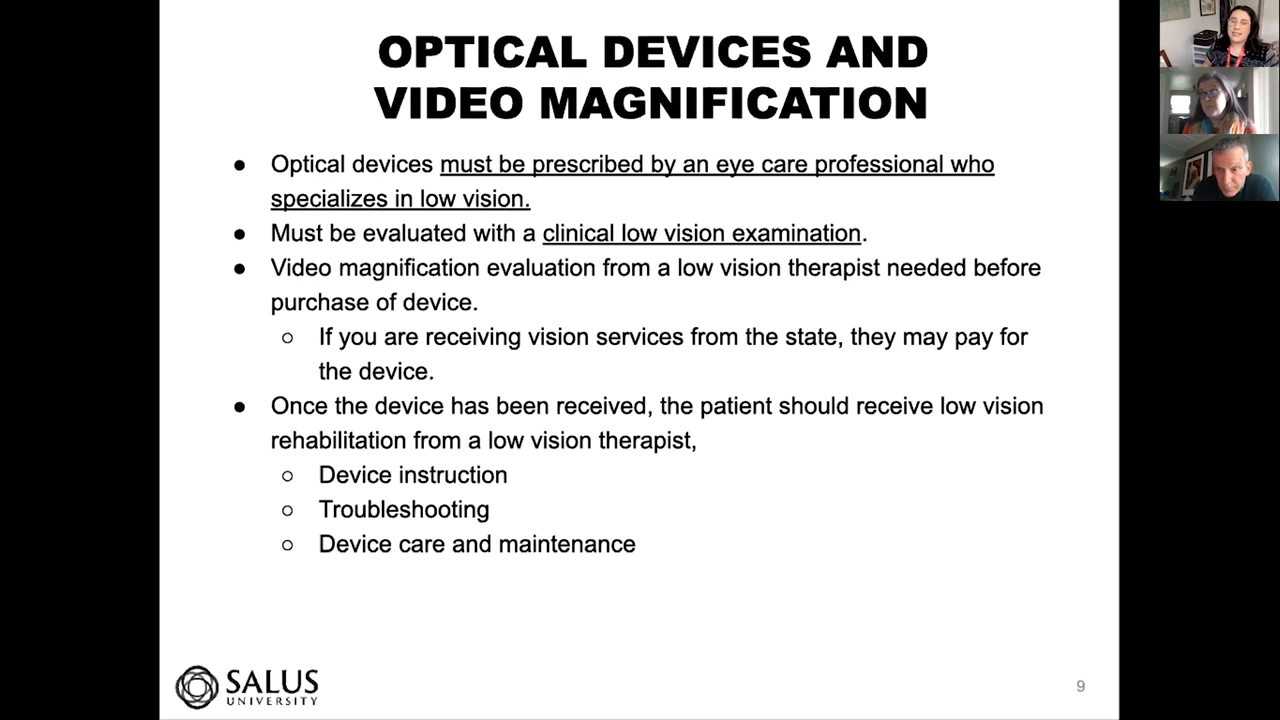 OPTICAL DEVICES AND
VIDEO MAGNIFICATION
● Optical devices must be prescribed by an eye care professional who
specializes in low vision.
● Must be evaluated with a clinical low vision examination.
● Video magnification evaluation from a low vision therapist needed before
purchase of device.
○ If you are receiving vision services from the state, they may pay for
the device.
● Once the device has been received, the patient should receive low vision
rehabilitation from a low vision therapist,
○ Device instruction
○ Troubleshooting
○ Device care and maintenance
SALUS
UNIVERSITY
9